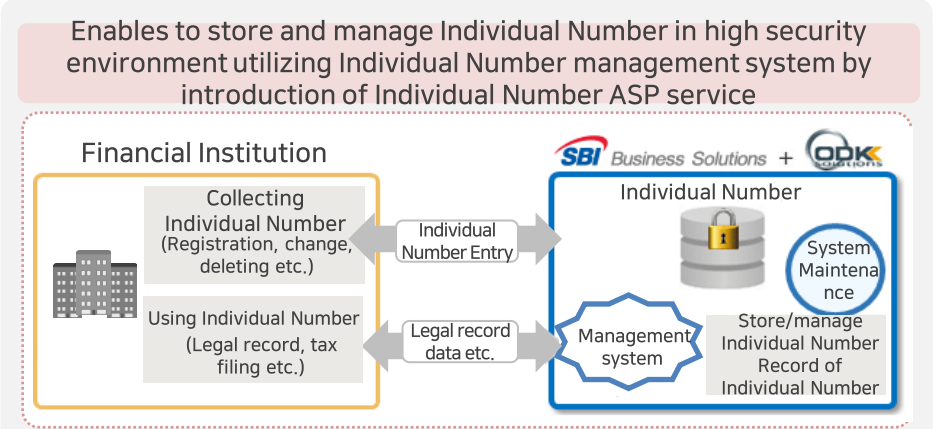 Enables to store and manage Individual Number in high security
environment utilizing Individual Number management system by
introduction of Individual Number ASP service
Financial Institution
SBI Business Solutions + ODK Solutions
Collecting
Individual Number
(Registration, change,
deleting etc.)
Using Individual Number
(Legal record, tax
filing etc.)
Individual
Number Entry
Legal record
data etc.
Individual Number
System
Maintena
nce
Management
system
Store/manage
Individual Number
Record of
Individual Number